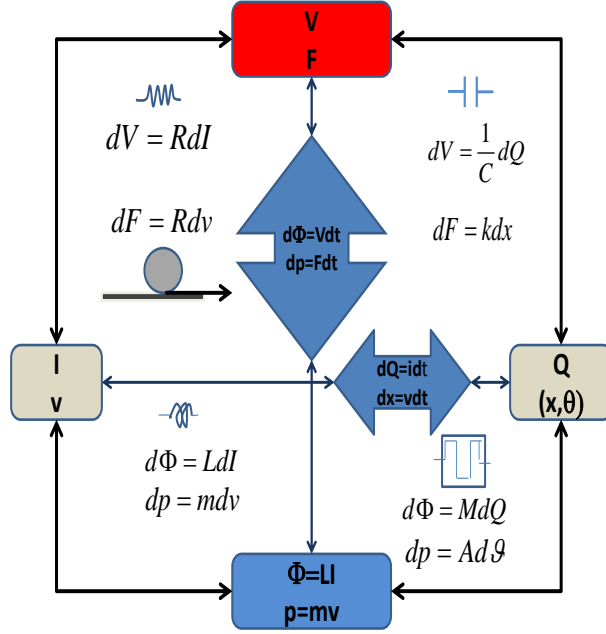 V
F
dV = RdI
dV = \frac{1}{C} dQ
dF = Rdv
dF = kdx
dΦ=Vdt
dp=Fdt
I
v
dQ=idt
dx=vdt
Q
(x,θ)
dΦ = LdI
dp = mdv
dΦ = MdQ
dp = Adϑ
Φ=LI
p=mv